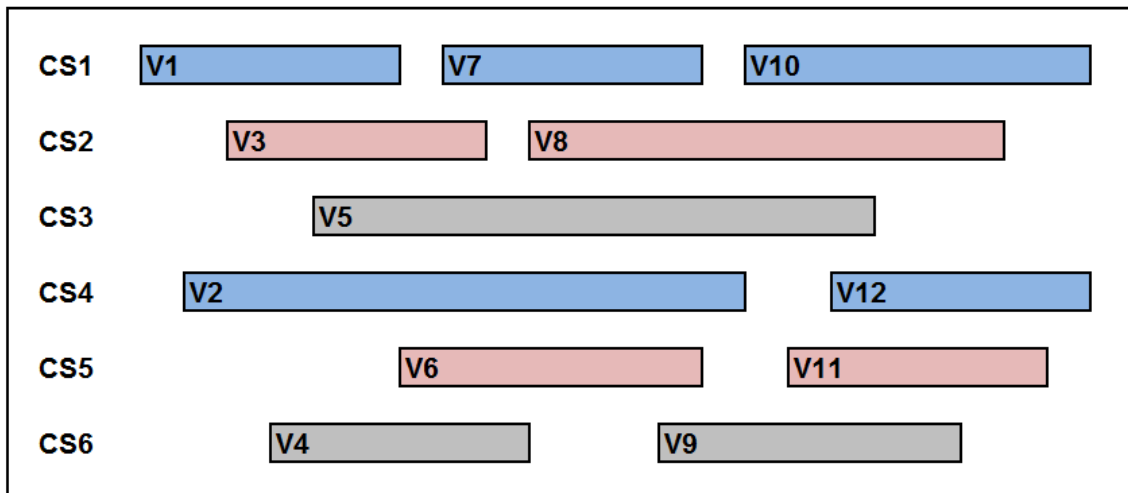 CS1 V1 V7 V10
CS2 V3 V8
CS3 V5
CS4 V2 V12
CS5 V6 V11
CS6 V4 V9